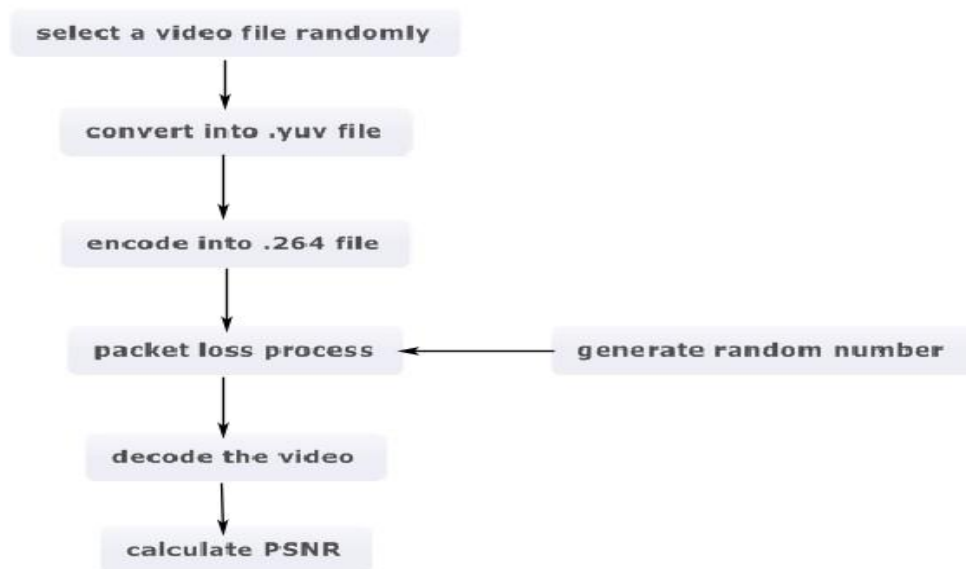 select a video file randomly
convert into .yuv file
encode into .264 file
packet loss process
generate random number
decode the video
calculate PSNR